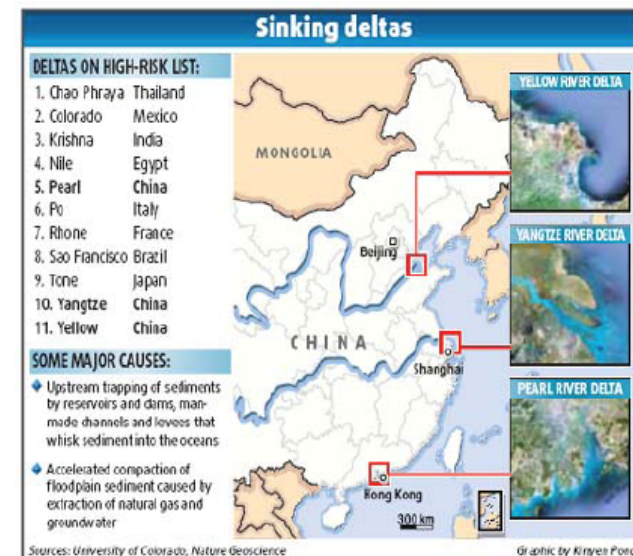 Sinking deltas
DELTAS ON HIGH-RISK LIST:
1. Chao Phraya Thailand
2. Colorado Mexico
3. Krishna India
4. Nile Egypt
5. Pearl China
6. Po Italy
7. Rhone France
8. Sao Francisco Brazil
9. Tone Japan
10. Yangtze China
11. Yellow China
SOME MAJOR CAUSES:
Upstream trapping of sediments
by reservoirs and dams, man-
made channels and levees that
whisk sediment into the oceans
Accelerated compaction of
floodplain sediment caused by
extraction of natural gas and
groundwater
MONGOLIA
Beijing
CHINA
Shanghai
Hong Kong
300 km
YELLOW RIVER DELTA
YANGTZE RIVER DELTA
PEARL RIVER DELTA
Sources: University of Colorado, Nature Geoscience
Graphic by